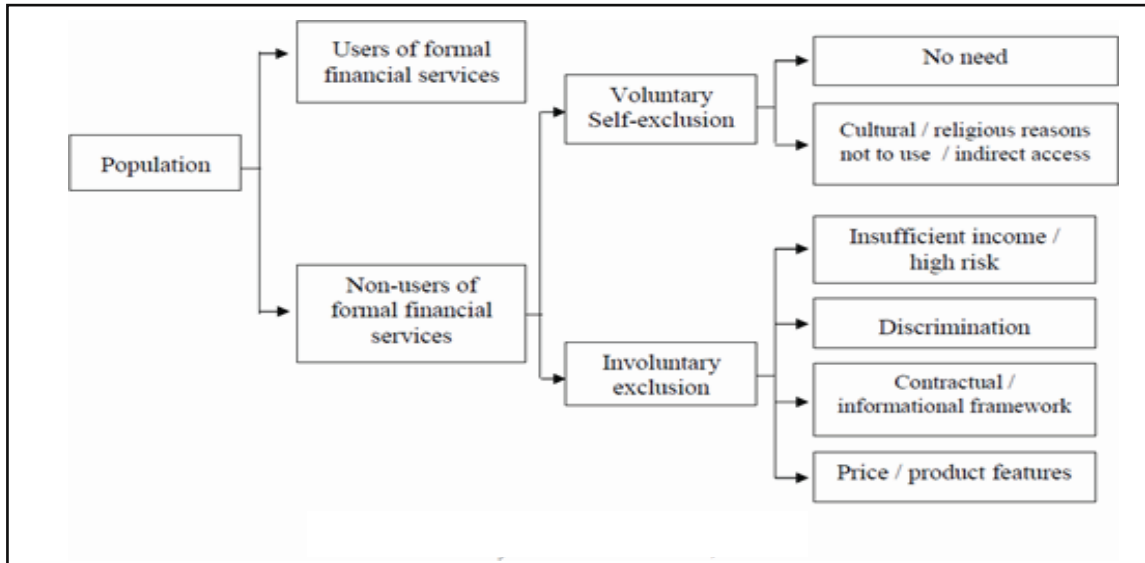 Users of formal
financial services
No need
Voluntary
Self-exclusion
Cultural / religious reasons
not to use / indirect access
Population
Insufficient income /
high risk
Non-users of
formal financial
services
Discrimination
Involuntary
exclusion
Contractual /
informational framework
Price / product features